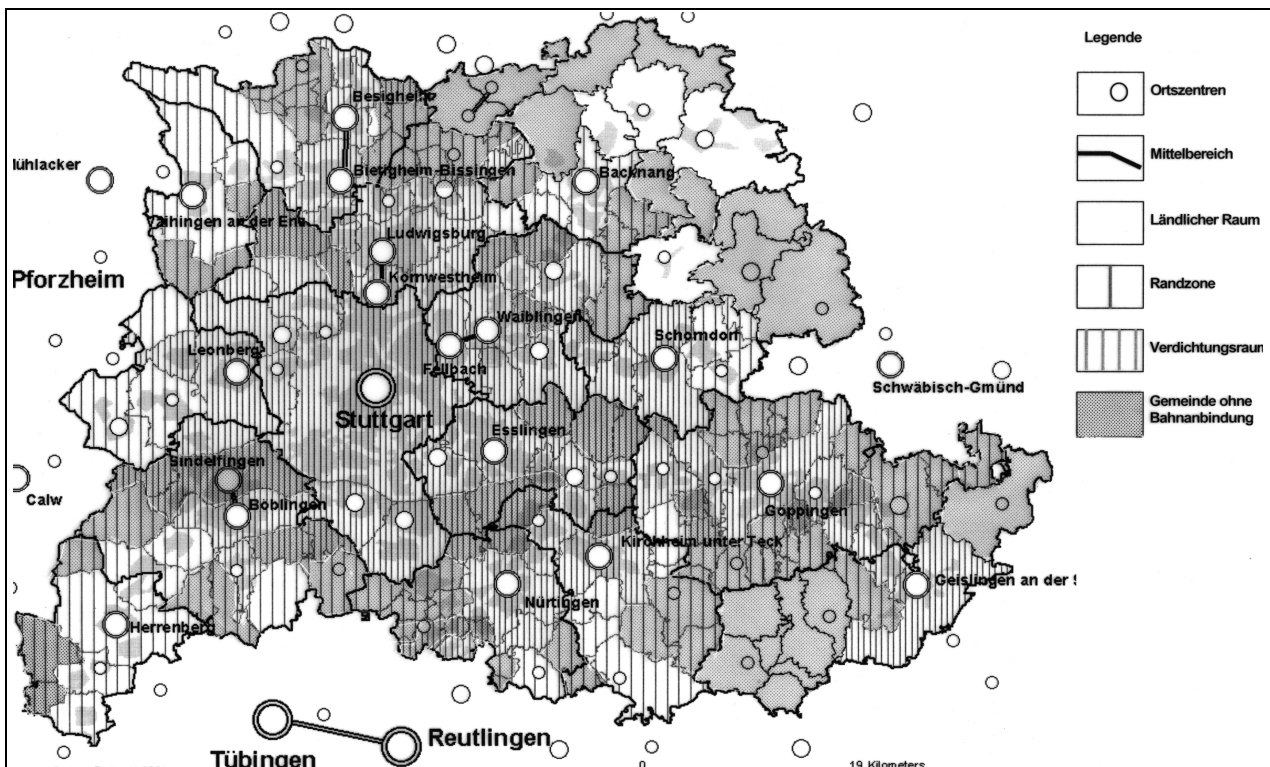 Legende
Ortszentren
Mittelbereich
Ländlicher Raum
Randzone
Verdichtungsraum
Gemeinde ohne
Bahnanbindung
Besigheim
Mühlacker
Bietigheim-Bissingen
Backnang
Vaihingen an der Enz
Ludwigsburg
Pforzheim
Kornwestheim
Waiblingen
Schorndorf
Leonberg
Fellbach
Schwäbisch-Gmünd
Stuttgart
Esslingen
Sindelfingen
Calw
Böblingen
Göppingen
Kirchheim unter Teck
Geislingen an der S
Nürtingen
Herrenberg
Reutlingen
Tübingen
0
19 Kilometers